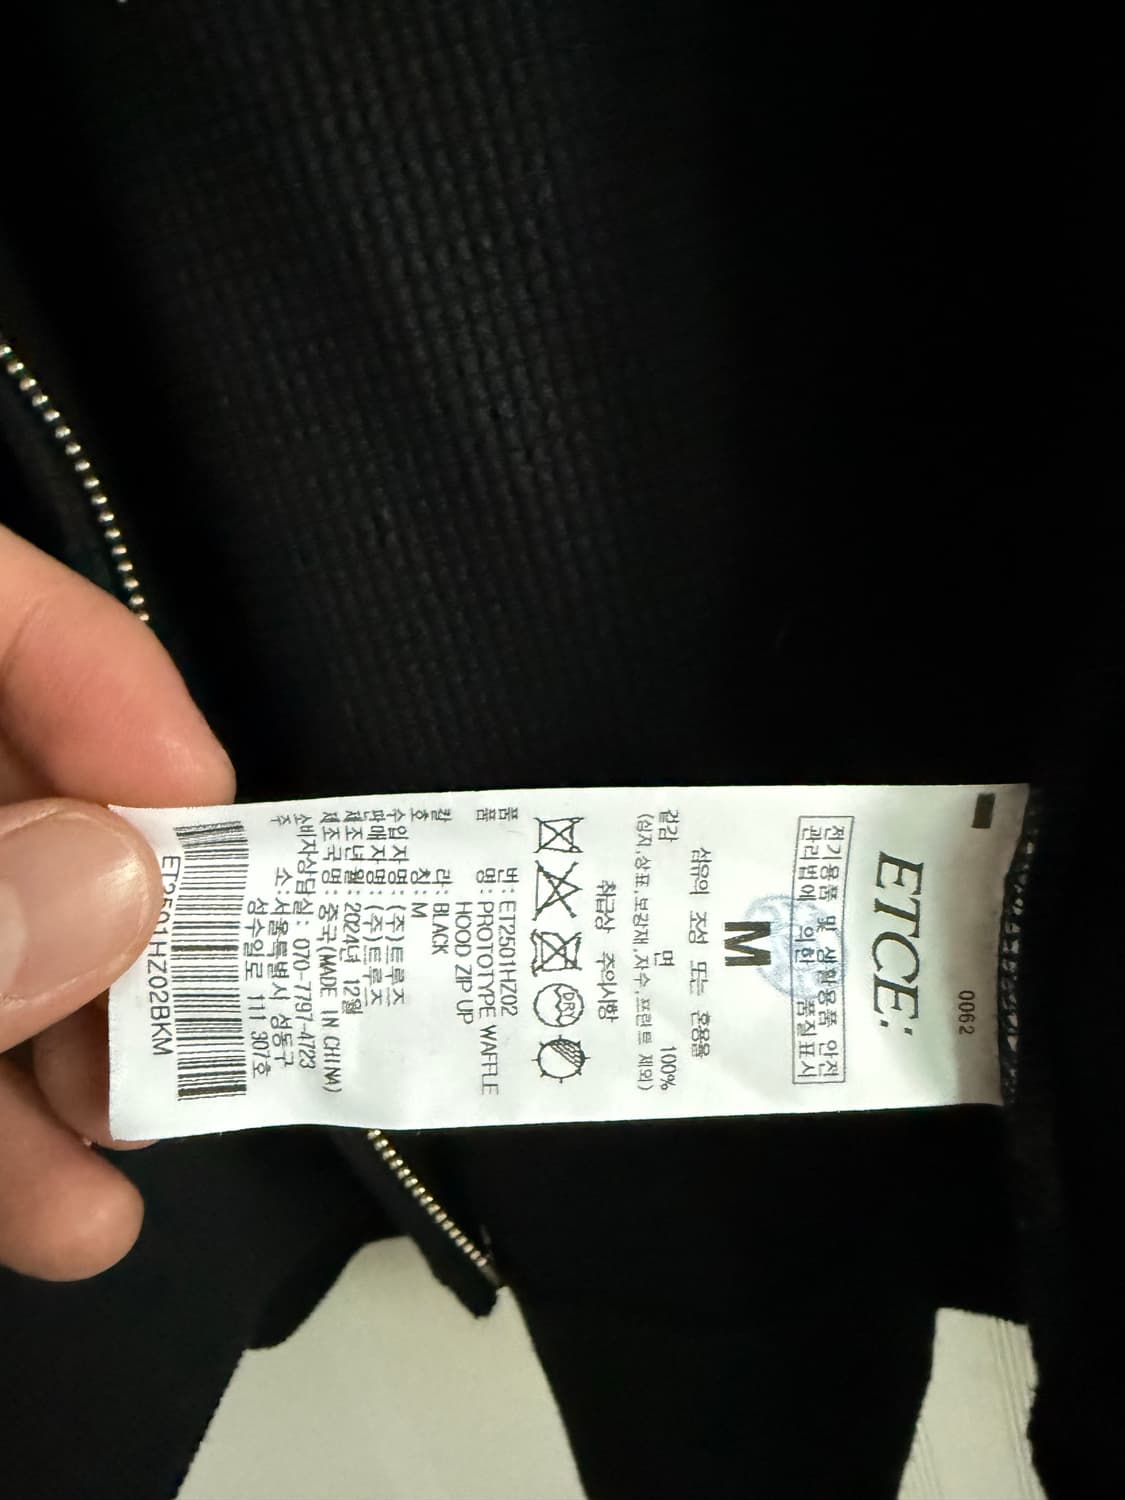 0062
ETCE:
전기용품 및 생활용품 안전
관리법에 의한 품질표시
M
섬유의 조성 또는 혼용율
겉감 면 100%
(심지,상표,보강재,자수,프린트 제외)
취급상 주의사항
DRY
품 번: ET2501HZ02
품 명: PROTOTYPE WAFFLE
HOOD ZIP UP
컬 러: BLACK
호 칭: M
수입자명: (주)트루즈
판매자명: (주)트루즈
제조년월: 2024년 12월
제조국명: 중국(MADE IN CHINA)
소비자상담실: 070-7797-4723
주 소: 서울특별시 성동구
성수일로 111 307호
ET2501HZ02BKM